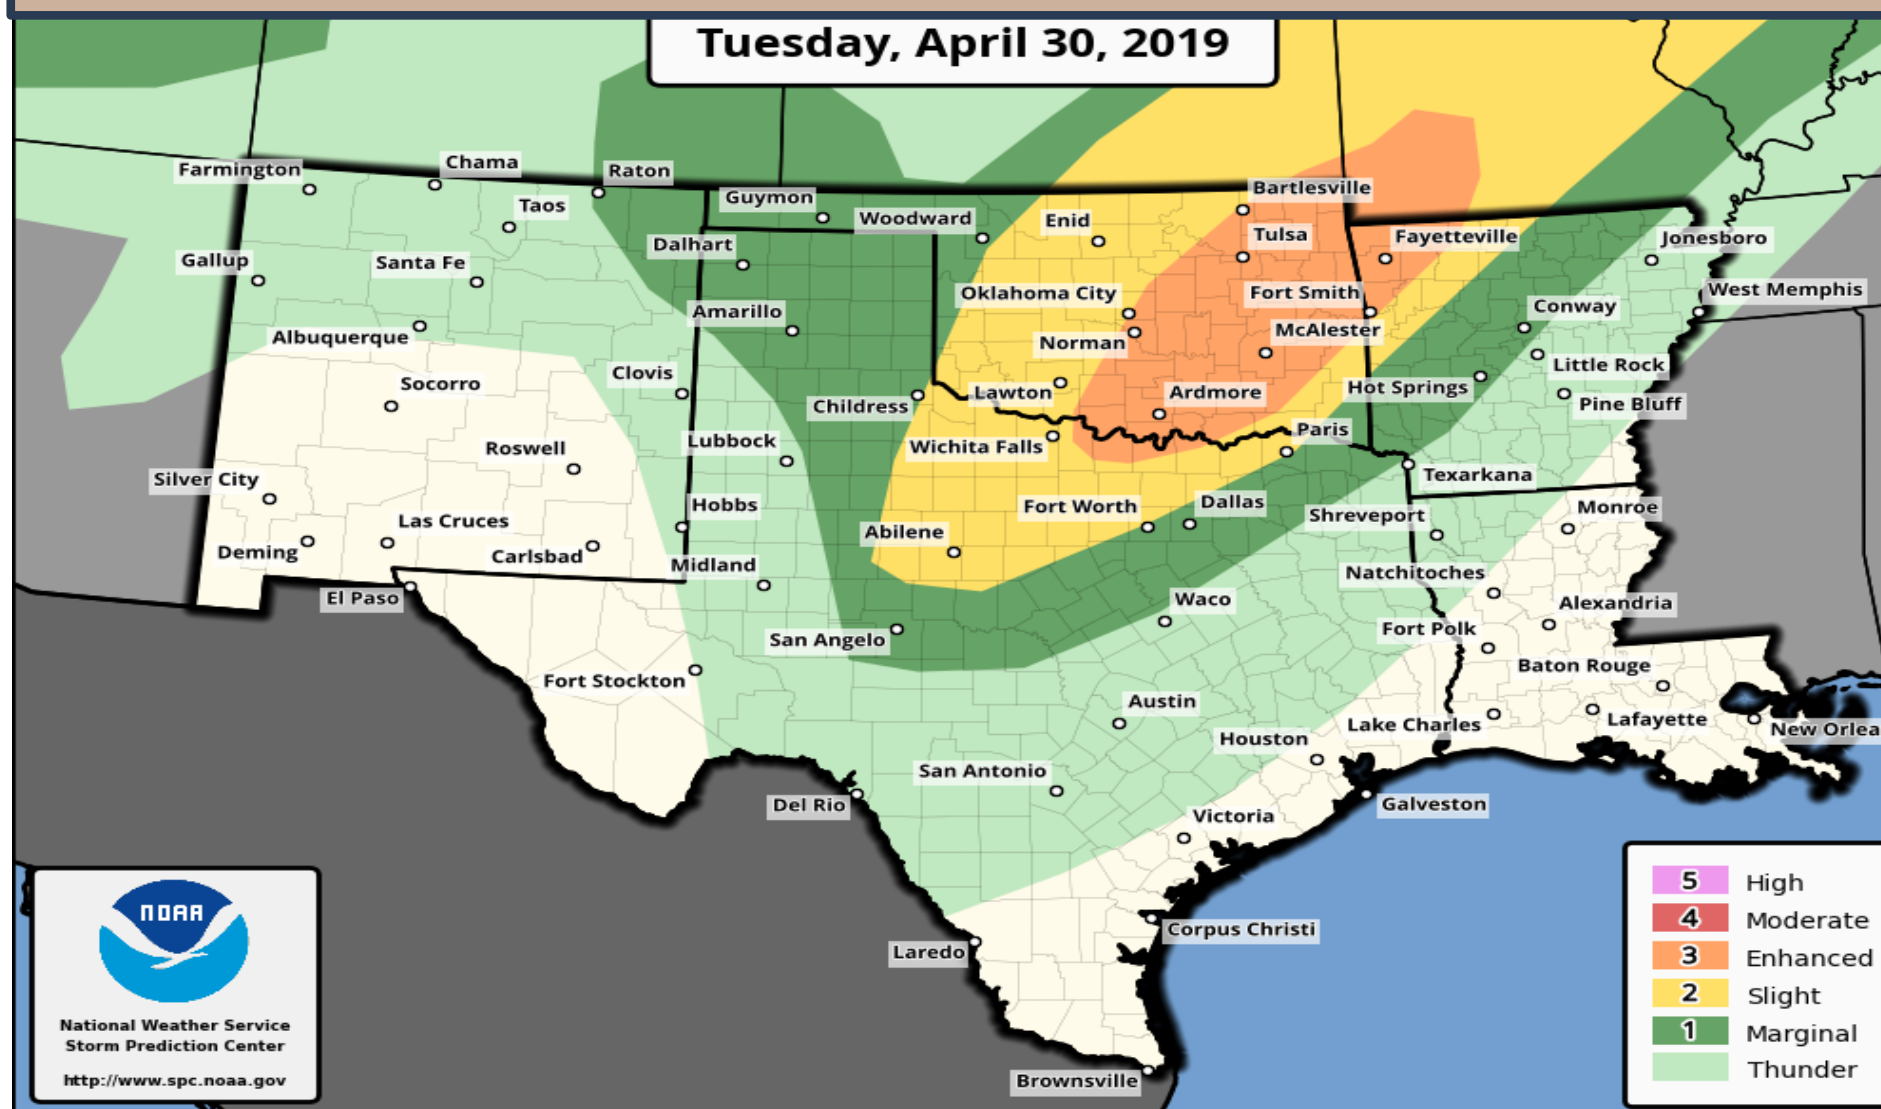 Tuesday, April 30, 2019
Farmington
Chama
Raton
Taos
Guymon
Woodward
Enid
Bartlesville
Gallup
Santa Fe
Dalhart
Tulsa
Fayetteville
Jonesboro
Albuquerque
Amarillo
Oklahoma City
Fort Smith
Conway
West Memphis
Norman
McAlester
Little Rock
Socorro
Clovis
Childress
Lawton
Ardmore
Hot Springs
Pine Bluff
Roswell
Lubbock
Wichita Falls
Paris
Texarkana
Silver City
Hobbs
Fort Worth
Dallas
Shreveport
Monroe
Las Cruces
Deming
Carlsbad
Midland
Abilene
Natchitoches
El Paso
Waco
Alexandria
San Angelo
Fort Polk
Fort Stockton
Baton Rouge
Austin
Lake Charles
Lafayette
New Orlea
Houston
San Antonio
Del Rio
Victoria
Galveston
Laredo
Corpus Christi
Brownsville
NOAA
National Weather Service
Storm Prediction Center
http://www.spc.noaa.gov
5 High
4 Moderate
3 Enhanced
2 Slight
1 Marginal
Thunder